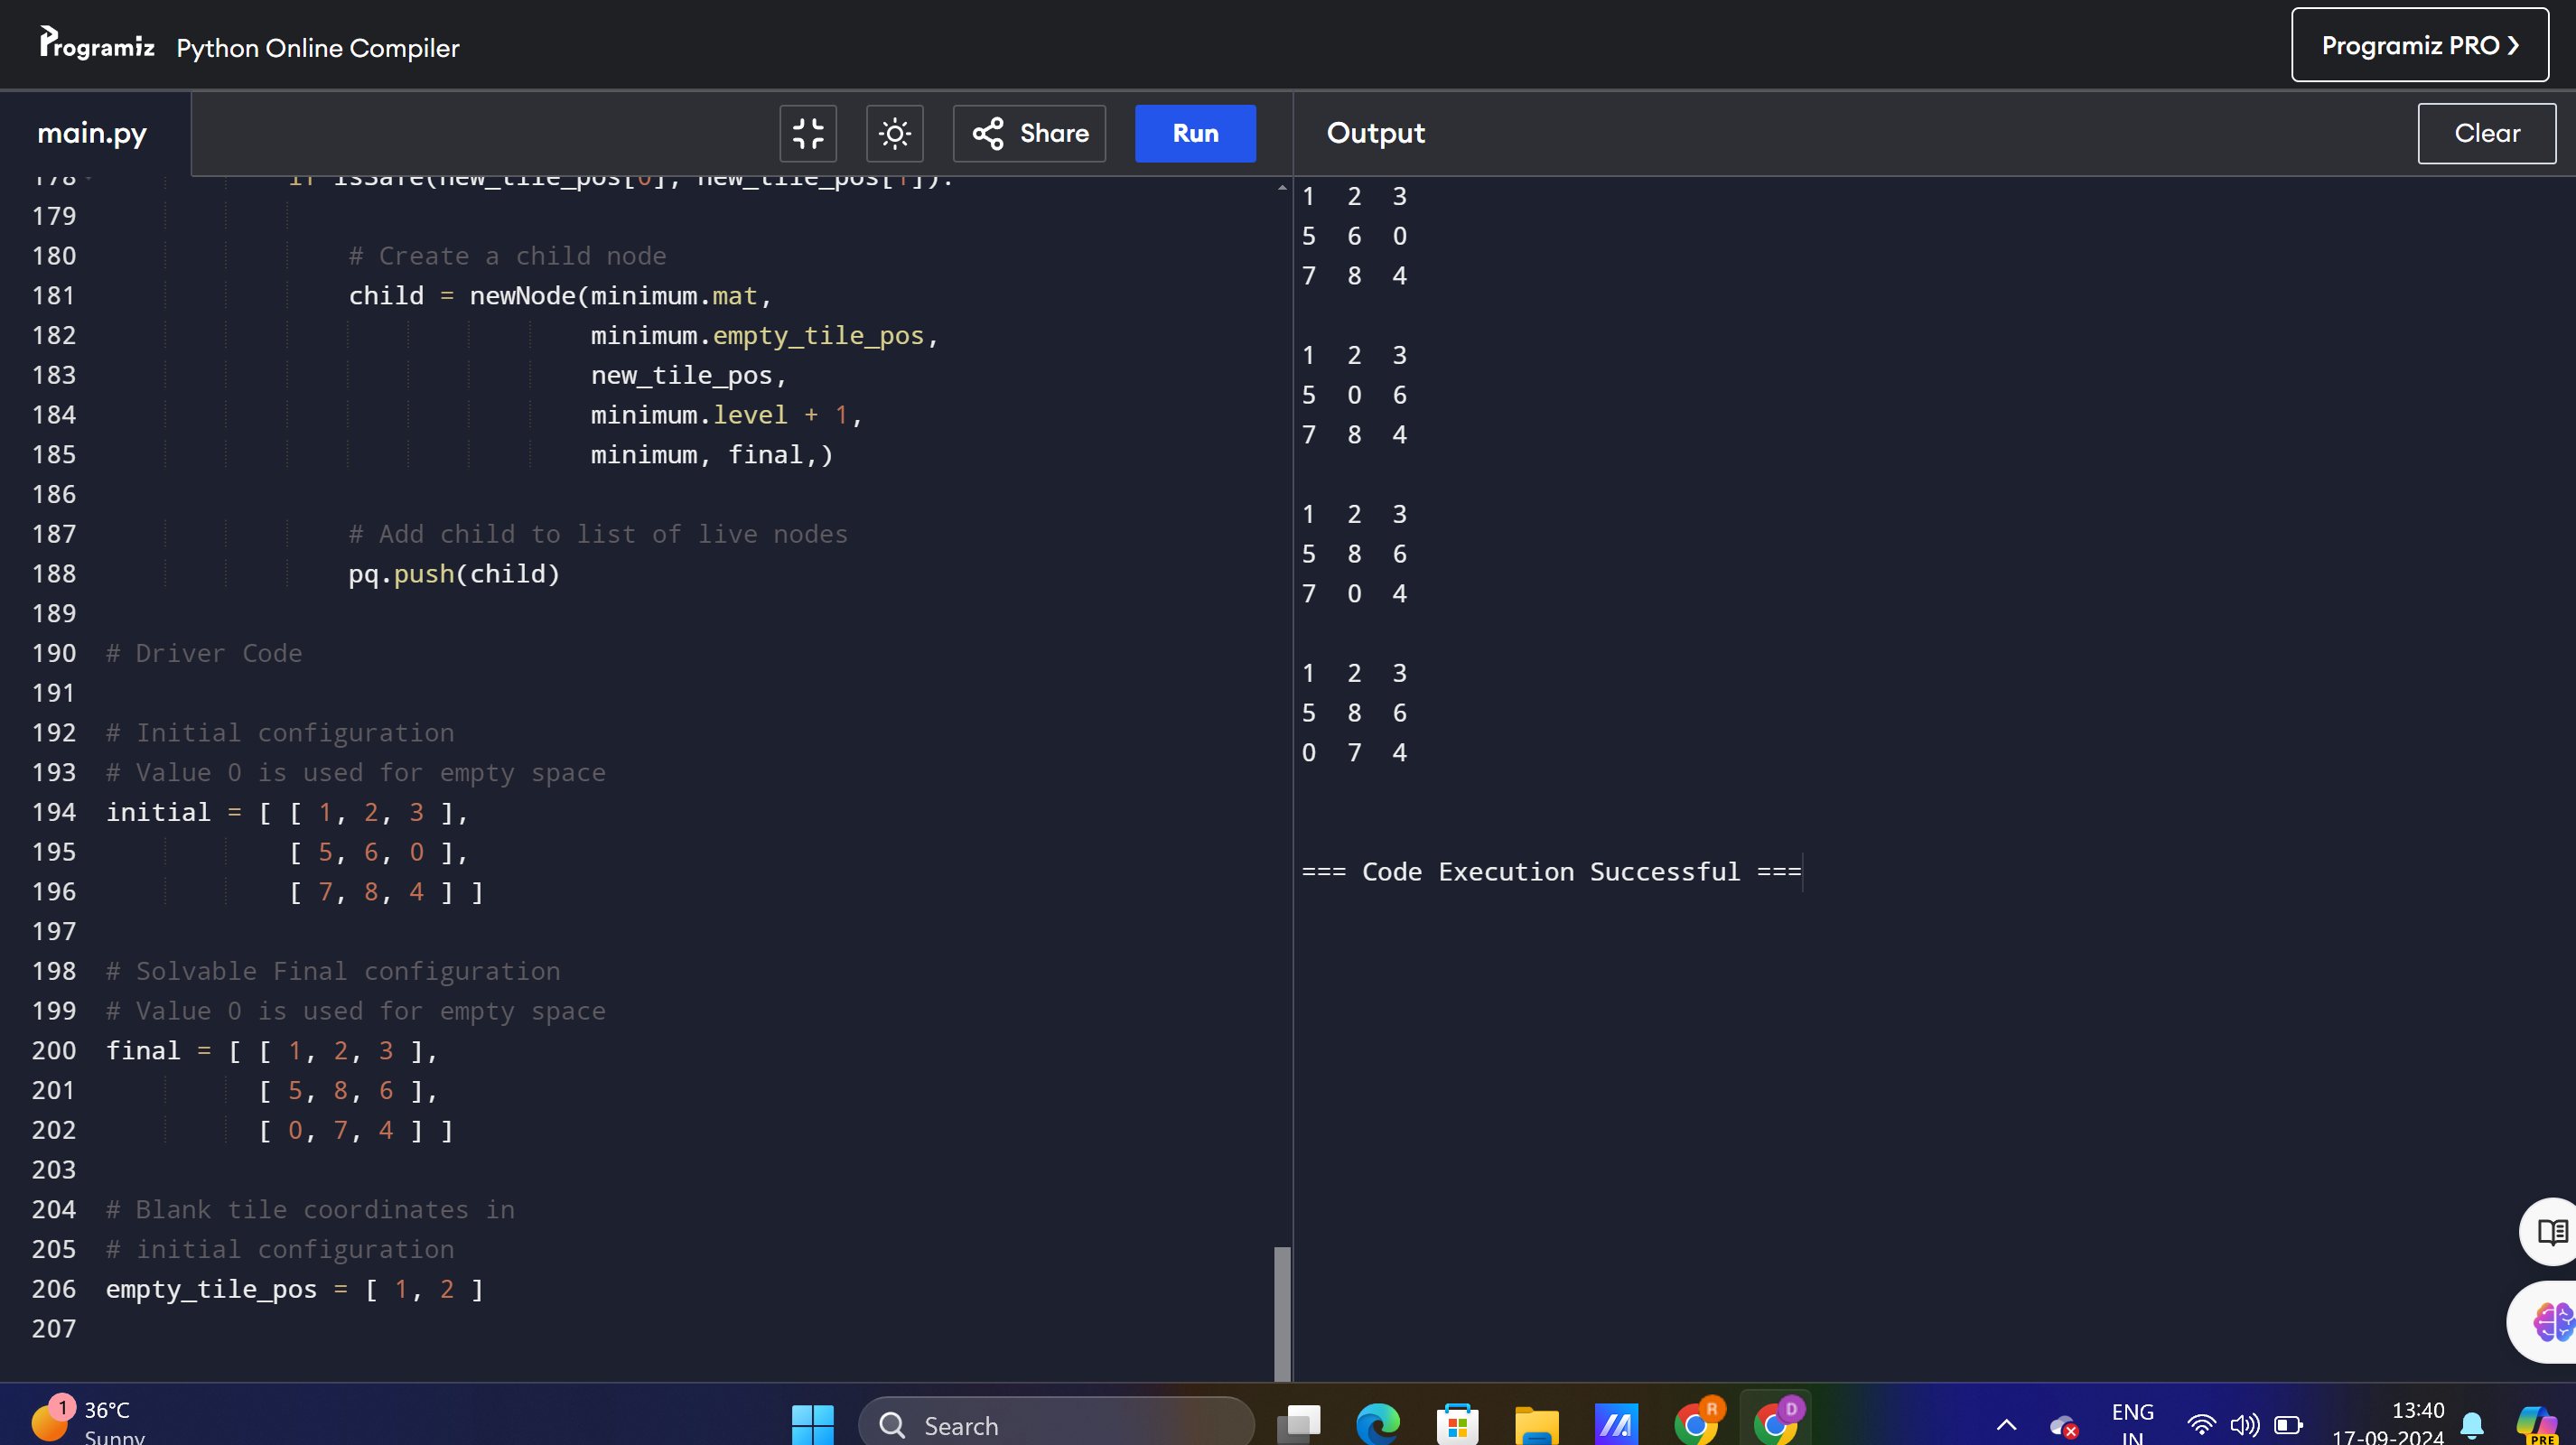 Programiz Python Online Compiler
Programiz PRO ❯
main.py
Share
Run
Output
Clear
178 if isSafe(new_tile_pos[0], new_tile_pos[1]):
179
180 # Create a child node
181 child = newNode(minimum.mat,
182 minimum.empty_tile_pos,
183 new_tile_pos,
184 minimum.level + 1,
185 minimum, final,)
186
187 # Add child to list of live nodes
188 pq.push(child)
189
190 # Driver Code
191
192 # Initial configuration
193 # Value 0 is used for empty space
194 initial = [ [ 1, 2, 3 ],
195 [ 5, 6, 0 ],
196 [ 7, 8, 4 ] ]
197
198 # Solvable Final configuration
199 # Value 0 is used for empty space
200 final = [ [ 1, 2, 3 ],
201 [ 5, 8, 6 ],
202 [ 0, 7, 4 ] ]
203
204 # Blank tile coordinates in
205 # initial configuration
206 empty_tile_pos = [ 1, 2 ]
207
1 2 3
5 6 0
7 8 4
1 2 3
5 0 6
7 8 4
1 2 3
5 8 6
7 0 4
1 2 3
5 8 6
0 7 4
=== Code Execution Successful ===
1
36°C
Sunny
Search
R
D
ENG
IN
13:40
17-09-2024
PRE